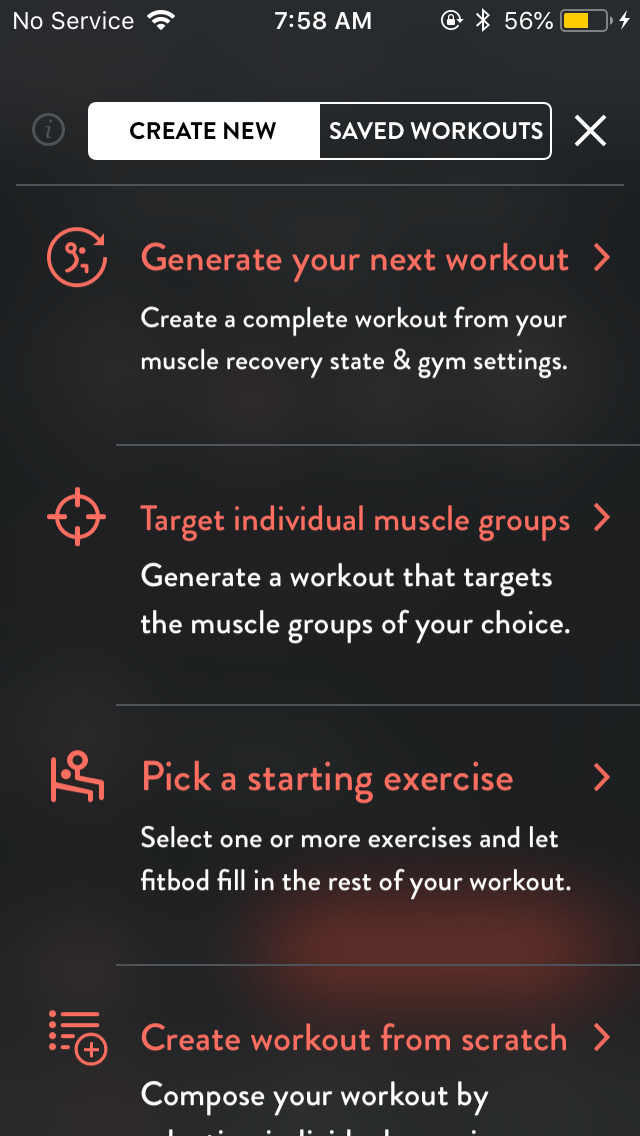 No Service 7:58 AM 56%
CREATE NEW SAVED WORKOUTS
Generate your next workout
Create a complete workout from your
muscle recovery state & gym settings.
Target individual muscle groups
Generate a workout that targets
the muscle groups of your choice.
Pick a starting exercise
Select one or more exercises and let
fitbod fill in the rest of your workout.
Create workout from scratch
Compose your workout by